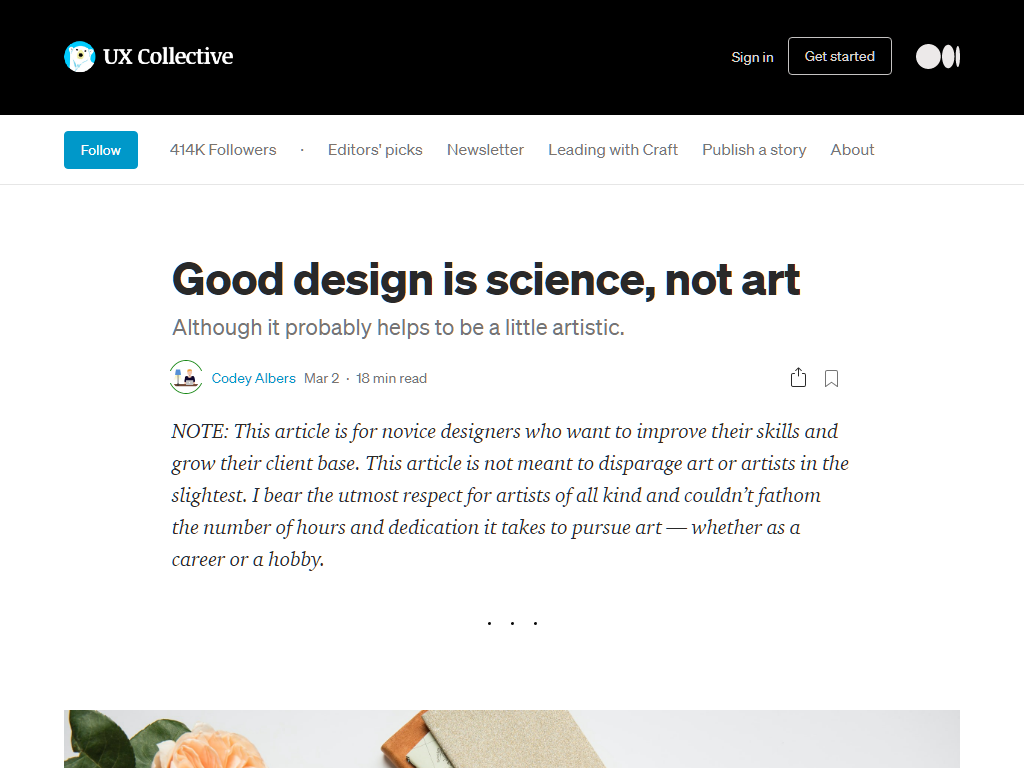 UX Collective
Sign in
Get started
Follow
414K Followers
·
Editors' picks
Newsletter
Leading with Craft
Publish a story
About
Good design is science, not art
Although it probably helps to be a little artistic.
Codey Albers Mar 2 · 18 min read
NOTE: This article is for novice designers who want to improve their skills and
grow their client base. This article is not meant to disparage art or artists in the
slightest. I bear the utmost respect for artists of all kind and couldn’t fathom
the number of hours and dedication it takes to pursue art — whether as a
career or a hobby.
. . .